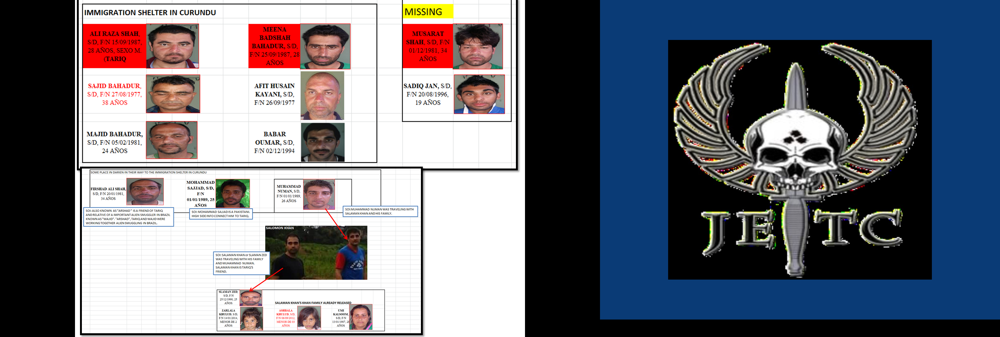 IMMIGRATION SHELTER IN CURUNDU
ALI RAZA SHAH,
S/D, F/N 15/09/1987,
28 AÑOS, SEXO M.
(TARIQ
MEENA
BADSHAH
BAHADUR, S/D,
F/N 25/09/1987, 28
AÑOS
SAJID BAHADUR,
S/D, F/N 27/08/1977,
38 AÑOS
AFIT HUSAIN
KAYANI, S/D,
F/N 26/09/1977
MAJID BAHADUR,
S/D, F/N 05/02/1981,
24 AÑOS
BABAR
OUMAR, S/D,
F/N 02/12/1994
MISSING
MUSARAT
SHAH, S/D, F/N
01/12/1981, 34
AÑOS
SADIQ JAN, S/D,
F/N 20/08/1996,
19 AÑOS
SOME PLACE IN DARIEN IN THEIR WAY TO THE IMMIGRATION SHELTER IN CURUNDU
FIRSHAD ALI SHAH,
S/D, F/N 20/01/1981,
34 AÑOS
MOHAMMAD
SAJJAD, S/D,
F/N
01/01/1989, 25
AÑOS
MUHAMMAD
NUMAN, S/D,
F/N 01/01/1989,
26 AÑOS
SOI: ALSO KNOWN AS "ARSHAD" IS A FRIEND OF TARIQ
AND RELATIVE OF A IMPORTANT ALIEN SMUGGLER IN BRAZIL
KNOWN AS "WAJID". "ARSHAD", TARIQ AND WAJID WERE
WORKING TOGETHER ALIEN SMUGGLING IN BRAZIL.
SOI: MOHAMMAD SAJJAD IS A PAKISTANI.
HIGH SIDE INFO CONNECT HIM TO TARIQ.
SOI:MUHAMMAD NUMAN WAS TRAVELING WITH
SALAMAN KHAN AND HIS FAMILY.
SALOMON KHAN
SOI: SALAMAN KHAN or SLAMAN ZED
WAS TRAVELING WITH HIS FAMILY
AND MUHAMMAD NUMAN.
SALAMAN KHAN IS TARIQ'S
FRIEND.
SLAMAN ZED,
S/D, F/N
25/12/1990, 25
AÑOS
SALAMAN KHAN'S KHAN FAMILY ALREADY RELEASED
ZARLALA
KHULUD, S/D,
F/N 14/01/2014,
MENOR DE 2
AÑOS
ASHBALA
KHULUD, S/D,
F/N 06/09/2012,
MENOR DE 03
AÑOS
UMI
KALSOOM,
S/D, F/N
13/01/1987, 28
AÑOS
JETC